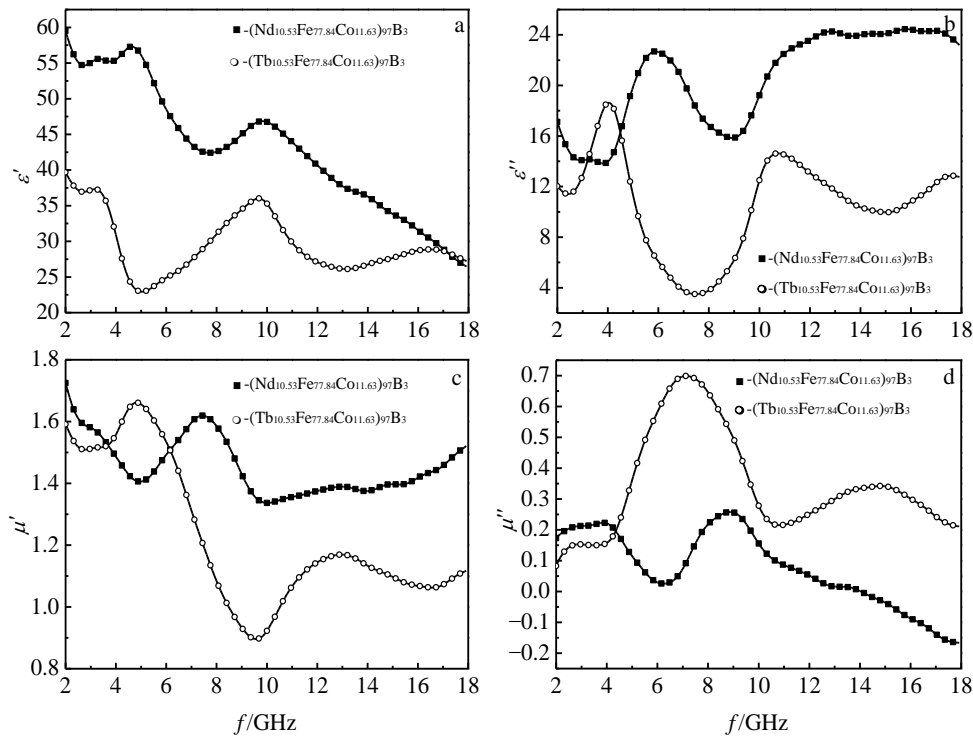 a
-(Nd10.53Fe77.84Co11.63)97B3
-(Tb10.53Fe77.84Co11.63)97B3
60
55
50
45
40
35
30
25
20
ε′
2 4 6 8 10 12 14 16 18
b
24
20
16
12
8
4
ε″
-(Nd10.53Fe77.84Co11.63)97B3
-(Tb10.53Fe77.84Co11.63)97B3
2 4 6 8 10 12 14 16 18
c
-(Nd10.53Fe77.84Co11.63)97B3
-(Tb10.53Fe77.84Co11.63)97B3
1.8
1.6
1.4
1.2
1.0
0.8
μ′
2 4 6 8 10 12 14 16 18
f/GHz
d
-(Nd10.53Fe77.84Co11.63)97B3
-(Tb10.53Fe77.84Co11.63)97B3
0.7
0.6
0.5
0.4
0.3
0.2
0.1
0.0
−0.1
−0.2
μ″
2 4 6 8 10 12 14 16 18
f/GHz